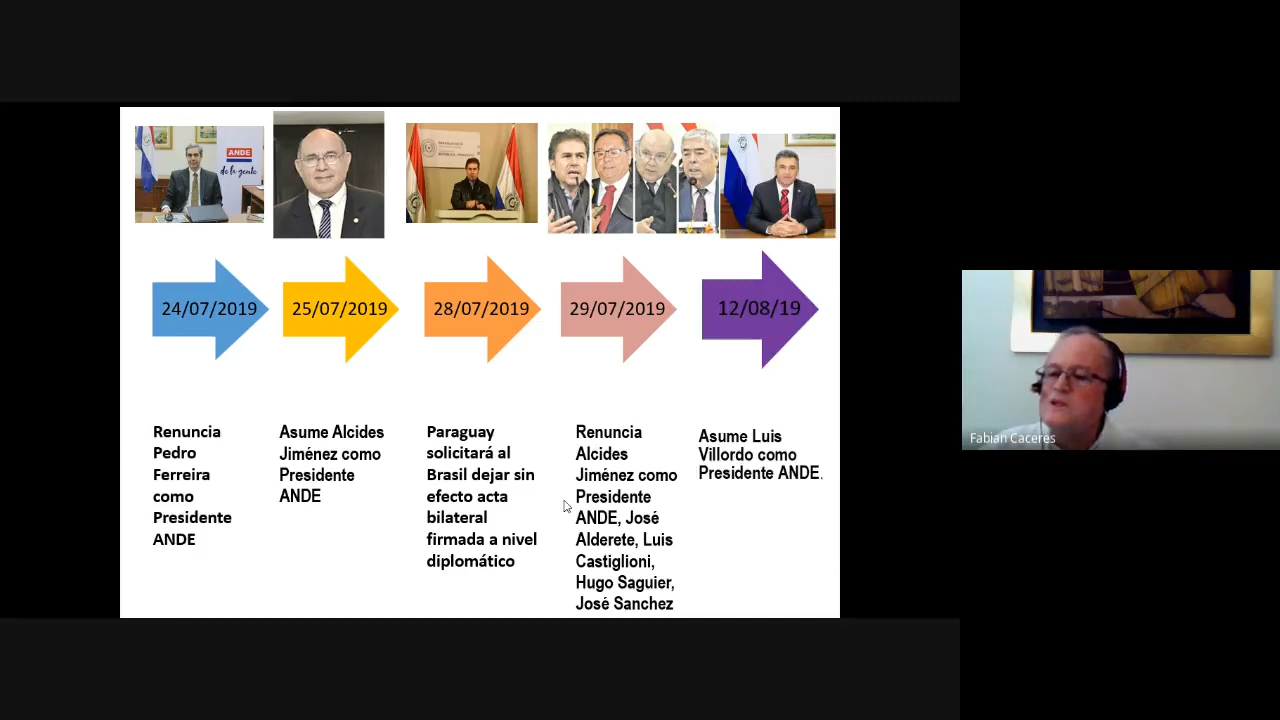 ANDE
de la gente
24/07/2019
25/07/2019
28/07/2019
29/07/2019
12/08/19
Renuncia
Pedro
Ferreira
como
Presidente
ANDE
Asume Alcides
Jiménez como
Presidente
ANDE
Paraguay
solicitará al
Brasil dejar sin
efecto acta
bilateral
firmada a nivel
diplomático
Renuncia
Alcides
Jiménez como
Presidente
ANDE, José
Alderete, Luis
Castiglioni,
Hugo Saguier,
José Sanchez
Asume Luis
Villordo como
Presidente ANDE.
Fabian Caceres